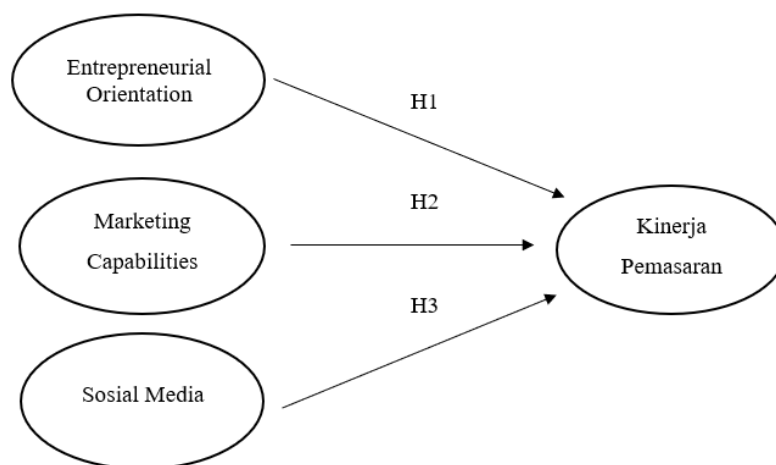 Entrepreneurial
Orientation
H1
Marketing
Capabilities
H2
Kinerja
Pemasaran
H3
Sosial Media